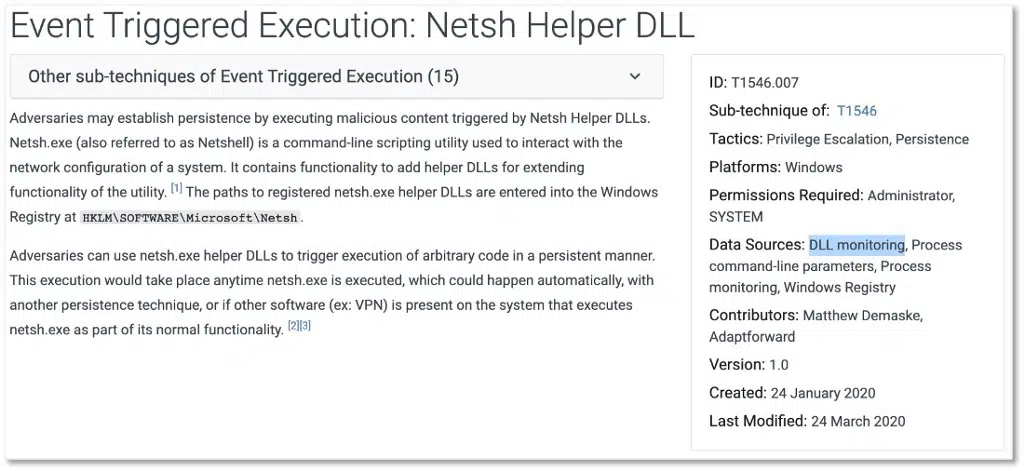 Event Triggered Execution: Netsh Helper DLL
Other sub-techniques of Event Triggered Execution (15)
Adversaries may establish persistence by executing malicious content triggered by Netsh Helper DLLs.
Netsh.exe (also referred to as Netshell) is a command-line scripting utility used to interact with the
network configuration of a system. It contains functionality to add helper DLLs for extending
functionality of the utility. [1] The paths to registered netsh.exe helper DLLs are entered into the Windows
Registry at HKLM\SOFTWARE\Microsoft\Netsh.
Adversaries can use netsh.exe helper DLLs to trigger execution of arbitrary code in a persistent manner.
This execution would take place anytime netsh.exe is executed, which could happen automatically, with
another persistence technique, or if other software (ex: VPN) is present on the system that executes
netsh.exe as part of its normal functionality. [2][3]
ID: T1546.007
Sub-technique of: T1546
Tactics: Privilege Escalation, Persistence
Platforms: Windows
Permissions Required: Administrator,
SYSTEM
Data Sources: DLL monitoring, Process
command-line parameters, Process
monitoring, Windows Registry
Contributors: Matthew Demaske,
Adaptforward
Version: 1.0
Created: 24 January 2020
Last Modified: 24 March 2020